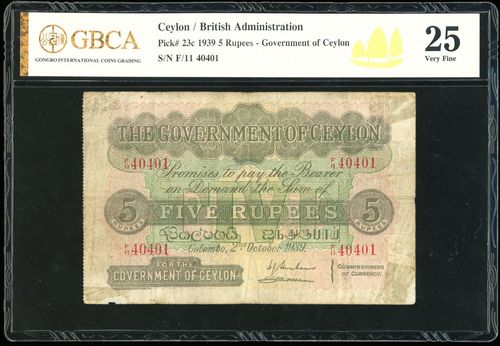 GBCA
GONGBO INTERNATIONAL COINS GRADING
Ceylon / British Administration
Pick# 23c 1939 5 Rupees - Government of Ceylon
S/N F/11 40401
25
Very Fine
THE GOVERNMENT OF CEYLON
F/11 40401 F/11 40401
Promises to pay the Bearer
on Demand the Sum of
5 RUPEES FIVE RUPEES 5 RUPEES
රුපියල් පහයි ஐந்து ரூபாய்
F/11 40401 Colombo, 2nd October 1939. F/11 40401
FOR THE
GOVERNMENT OF CEYLON
COMMISSIONERS
OF CURRENCY.